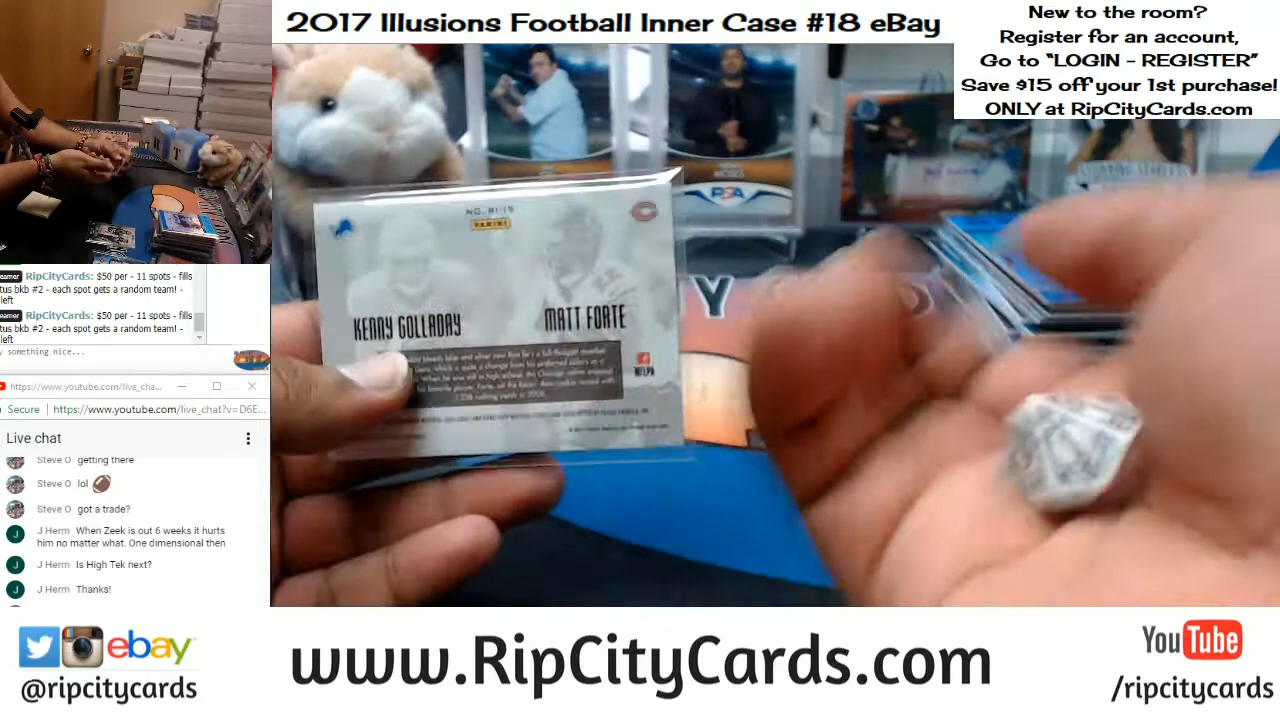 2017 Illusions Football Inner Case #18 eBay
New to the room?
Register for an account,
Go to "LOGIN - REGISTER"
Save $15 off your 1st purchase!
ONLY at RipCityCards.com
PANINI
KENNY GOLLADAY
MATT FORTE
NFLPA
PSA
Y
eamer RipCityCards: $50 per - 11 spots - fills
tus bkb #2 - each spot gets a random team! -
left
eamer RipCityCards: $50 per - 11 spots - fills
tus bkb #2 - each spot gets a random team! -
left
y something nice...
https://www.youtube.com/live_cha...
Secure https://www.youtube.com/live_chat?v=D6E...
Live chat
Steve O getting there
Steve O lol
Steve O got a trade?
J Herm When Zeek is out 6 weeks it hurts
him no matter what. One dimensional then
J Herm Is High Tek next?
J Herm Thanks!
ebay
@ripcitycards
www.RipCityCards.com
YouTube
/ripcitycards